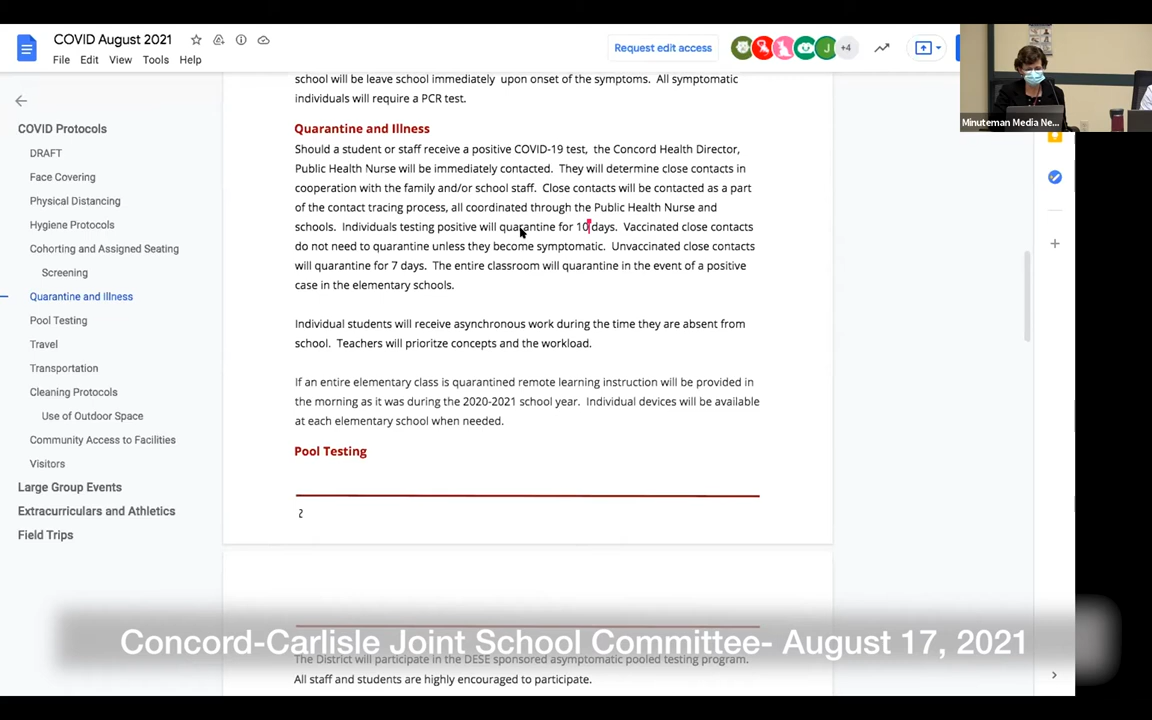 COVID August 2021
File Edit View Tools Help
Request edit access
J
+4
Minuteman Media Ne...
COVID Protocols
DRAFT
Face Covering
Physical Distancing
Hygiene Protocols
Cohorting and Assigned Seating
Screening
Quarantine and Illness
Pool Testing
Travel
Transportation
Cleaning Protocols
Use of Outdoor Space
Community Access to Facilities
Visitors
Large Group Events
Extracurriculars and Athletics
Field Trips
school will be leave school immediately upon onset of the symptoms. All symptomatic
individuals will require a PCR test.
Quarantine and Illness
Should a student or staff receive a positive COVID-19 test, the Concord Health Director,
Public Health Nurse will be immediately contacted. They will determine close contacts in
cooperation with the family and/or school staff. Close contacts will be contacted as a part
of the contact tracing process, all coordinated through the Public Health Nurse and
schools. Individuals testing positive will quarantine for 10 days. Vaccinated close contacts
do not need to quarantine unless they become symptomatic. Unvaccinated close contacts
will quarantine for 7 days. The entire classroom will quarantine in the event of a positive
case in the elementary schools.
Individual students will receive asynchronous work during the time they are absent from
school. Teachers will prioritze concepts and the workload.
If an entire elementary class is quarantined remote learning instruction will be provided in
the morning as it was during the 2020-2021 school year. Individual devices will be available
at each elementary school when needed.
Pool Testing
2
Concord-Carlisle Joint School Committee- August 17, 2021
The District will participate in the DESE sponsored asymptomatic pooled testing program.
All staff and students are highly encouraged to participate.